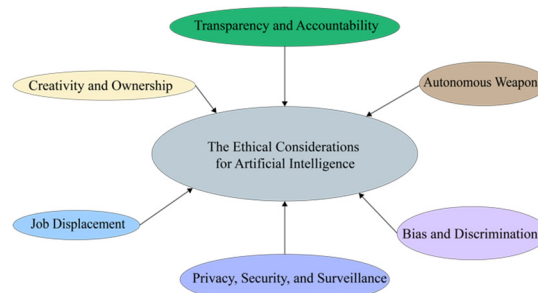 Transparency and Accountability
Creativity and Ownership
Autonomous Weapon
The Ethical Considerations
for Artificial Intelligence
Job Displacement
Bias and Discrimination
Privacy, Security, and Surveillance